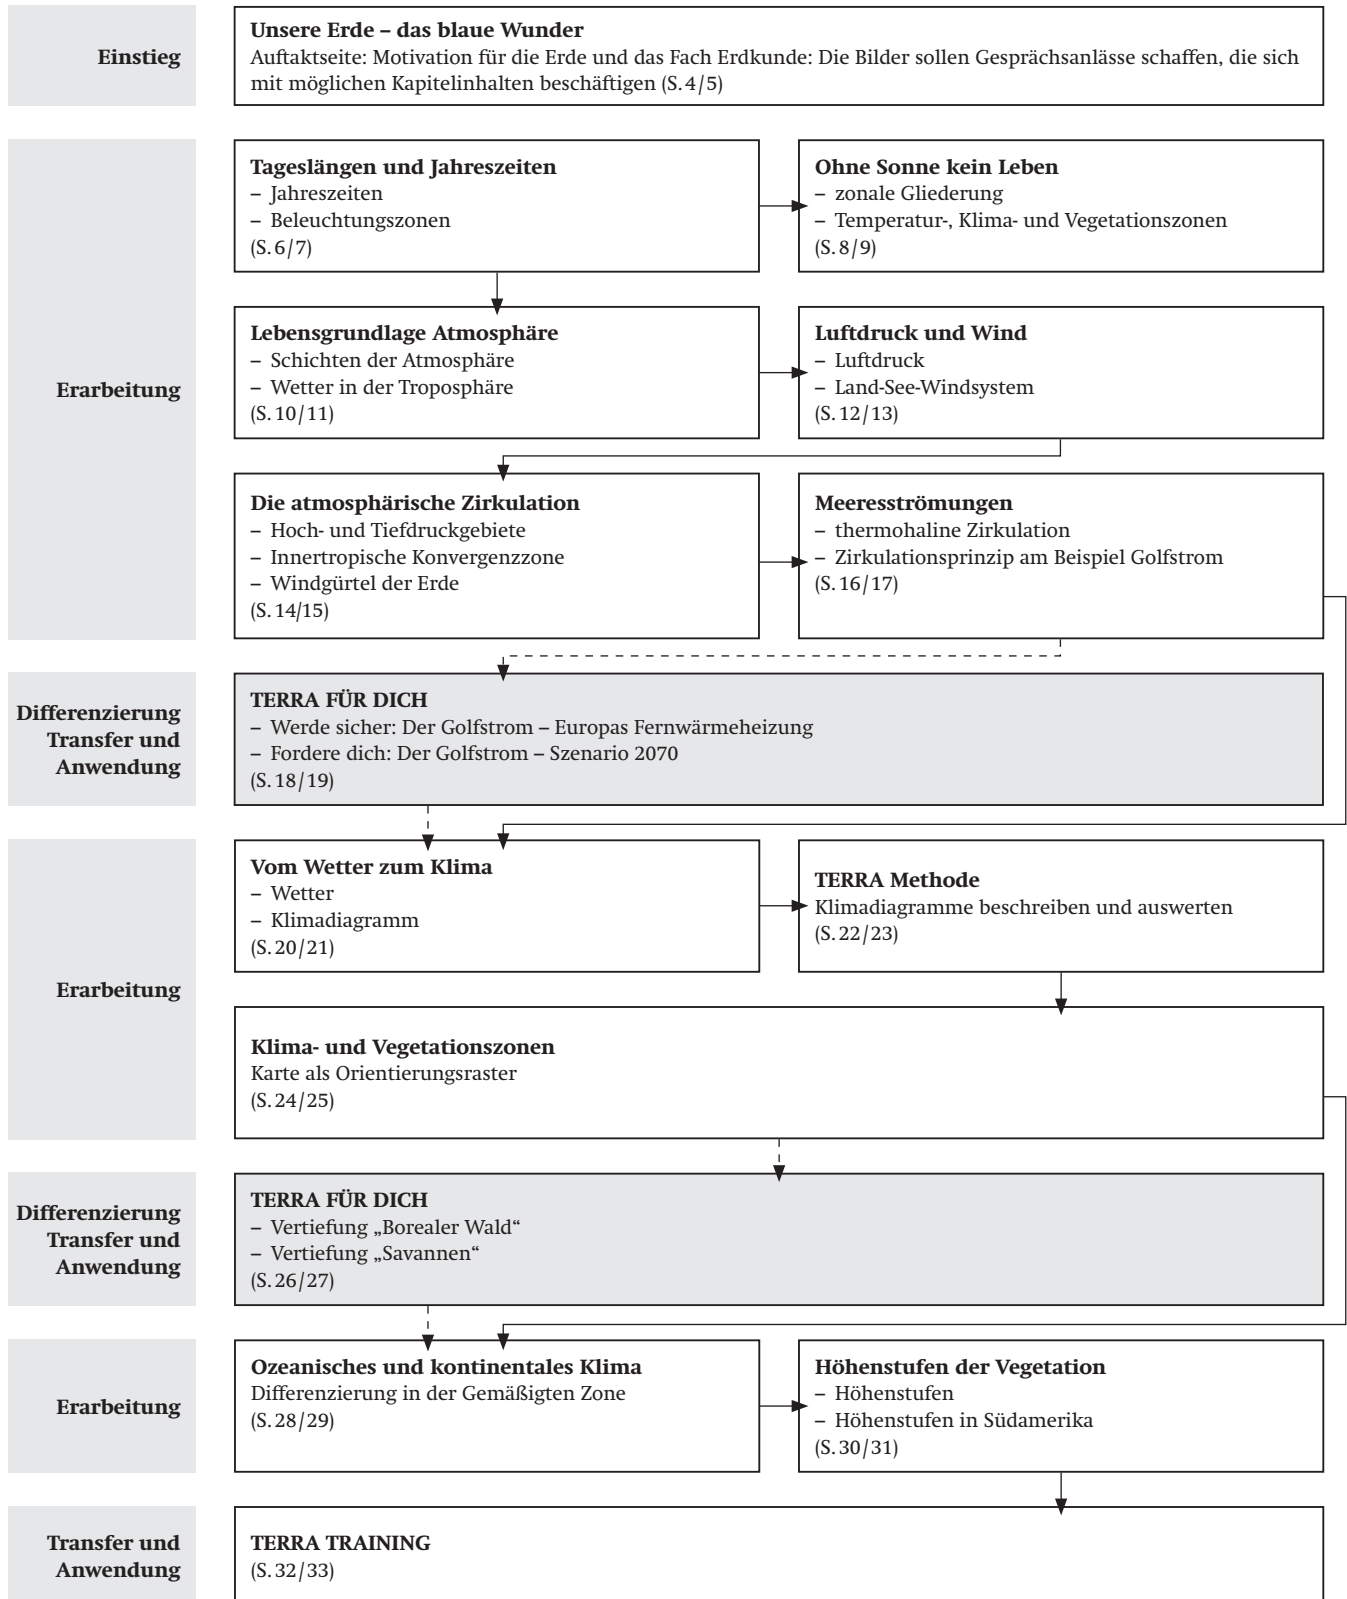 Einstieg
Unsere Erde – das blaue Wunder
Auftaktseite: Motivation für die Erde und das Fach Erdkunde: Die Bilder sollen Gesprächsanlässe schaffen, die sich
mit möglichen Kapitelinhalten beschäftigen (S. 4/5)
Erarbeitung
Tageslängen und Jahreszeiten
– Jahreszeiten
– Beleuchtungszonen
(S. 6/7)
Ohne Sonne kein Leben
– zonale Gliederung
– Temperatur-, Klima- und Vegetationszonen
(S. 8/9)
Lebensgrundlage Atmosphäre
– Schichten der Atmosphäre
– Wetter in der Troposphäre
(S. 10/11)
Luftdruck und Wind
– Luftdruck
– Land-See-Windsystem
(S. 12/13)
Die atmosphärische Zirkulation
– Hoch- und Tiefdruckgebiete
– Innertropische Konvergenzzone
– Windgürtel der Erde
(S. 14/15)
Meeresströmungen
– thermohaline Zirkulation
– Zirkulationsprinzip am Beispiel Golfstrom
(S. 16/17)
Differenzierung
Transfer und
Anwendung
TERRA FÜR DICH
– Werde sicher: Der Golfstrom – Europas Fernwärmeheizung
– Fordere dich: Der Golfstrom – Szenario 2070
(S. 18/19)
Erarbeitung
Vom Wetter zum Klima
– Wetter
– Klimadiagramm
(S. 20/21)
TERRA Methode
Klimadiagramme beschreiben und auswerten
(S. 22/23)
Klima- und Vegetationszonen
Karte als Orientierungsraster
(S. 24/25)
Differenzierung
Transfer und
Anwendung
TERRA FÜR DICH
– Vertiefung „Borealer Wald“
– Vertiefung „Savannen“
(S. 26/27)
Erarbeitung
Ozeanisches und kontinentales Klima
Differenzierung in der Gemäßigten Zone
(S. 28/29)
Höhenstufen der Vegetation
– Höhenstufen
– Höhenstufen in Südamerika
(S. 30/31)
Transfer und
Anwendung
TERRA TRAINING
(S. 32/33)